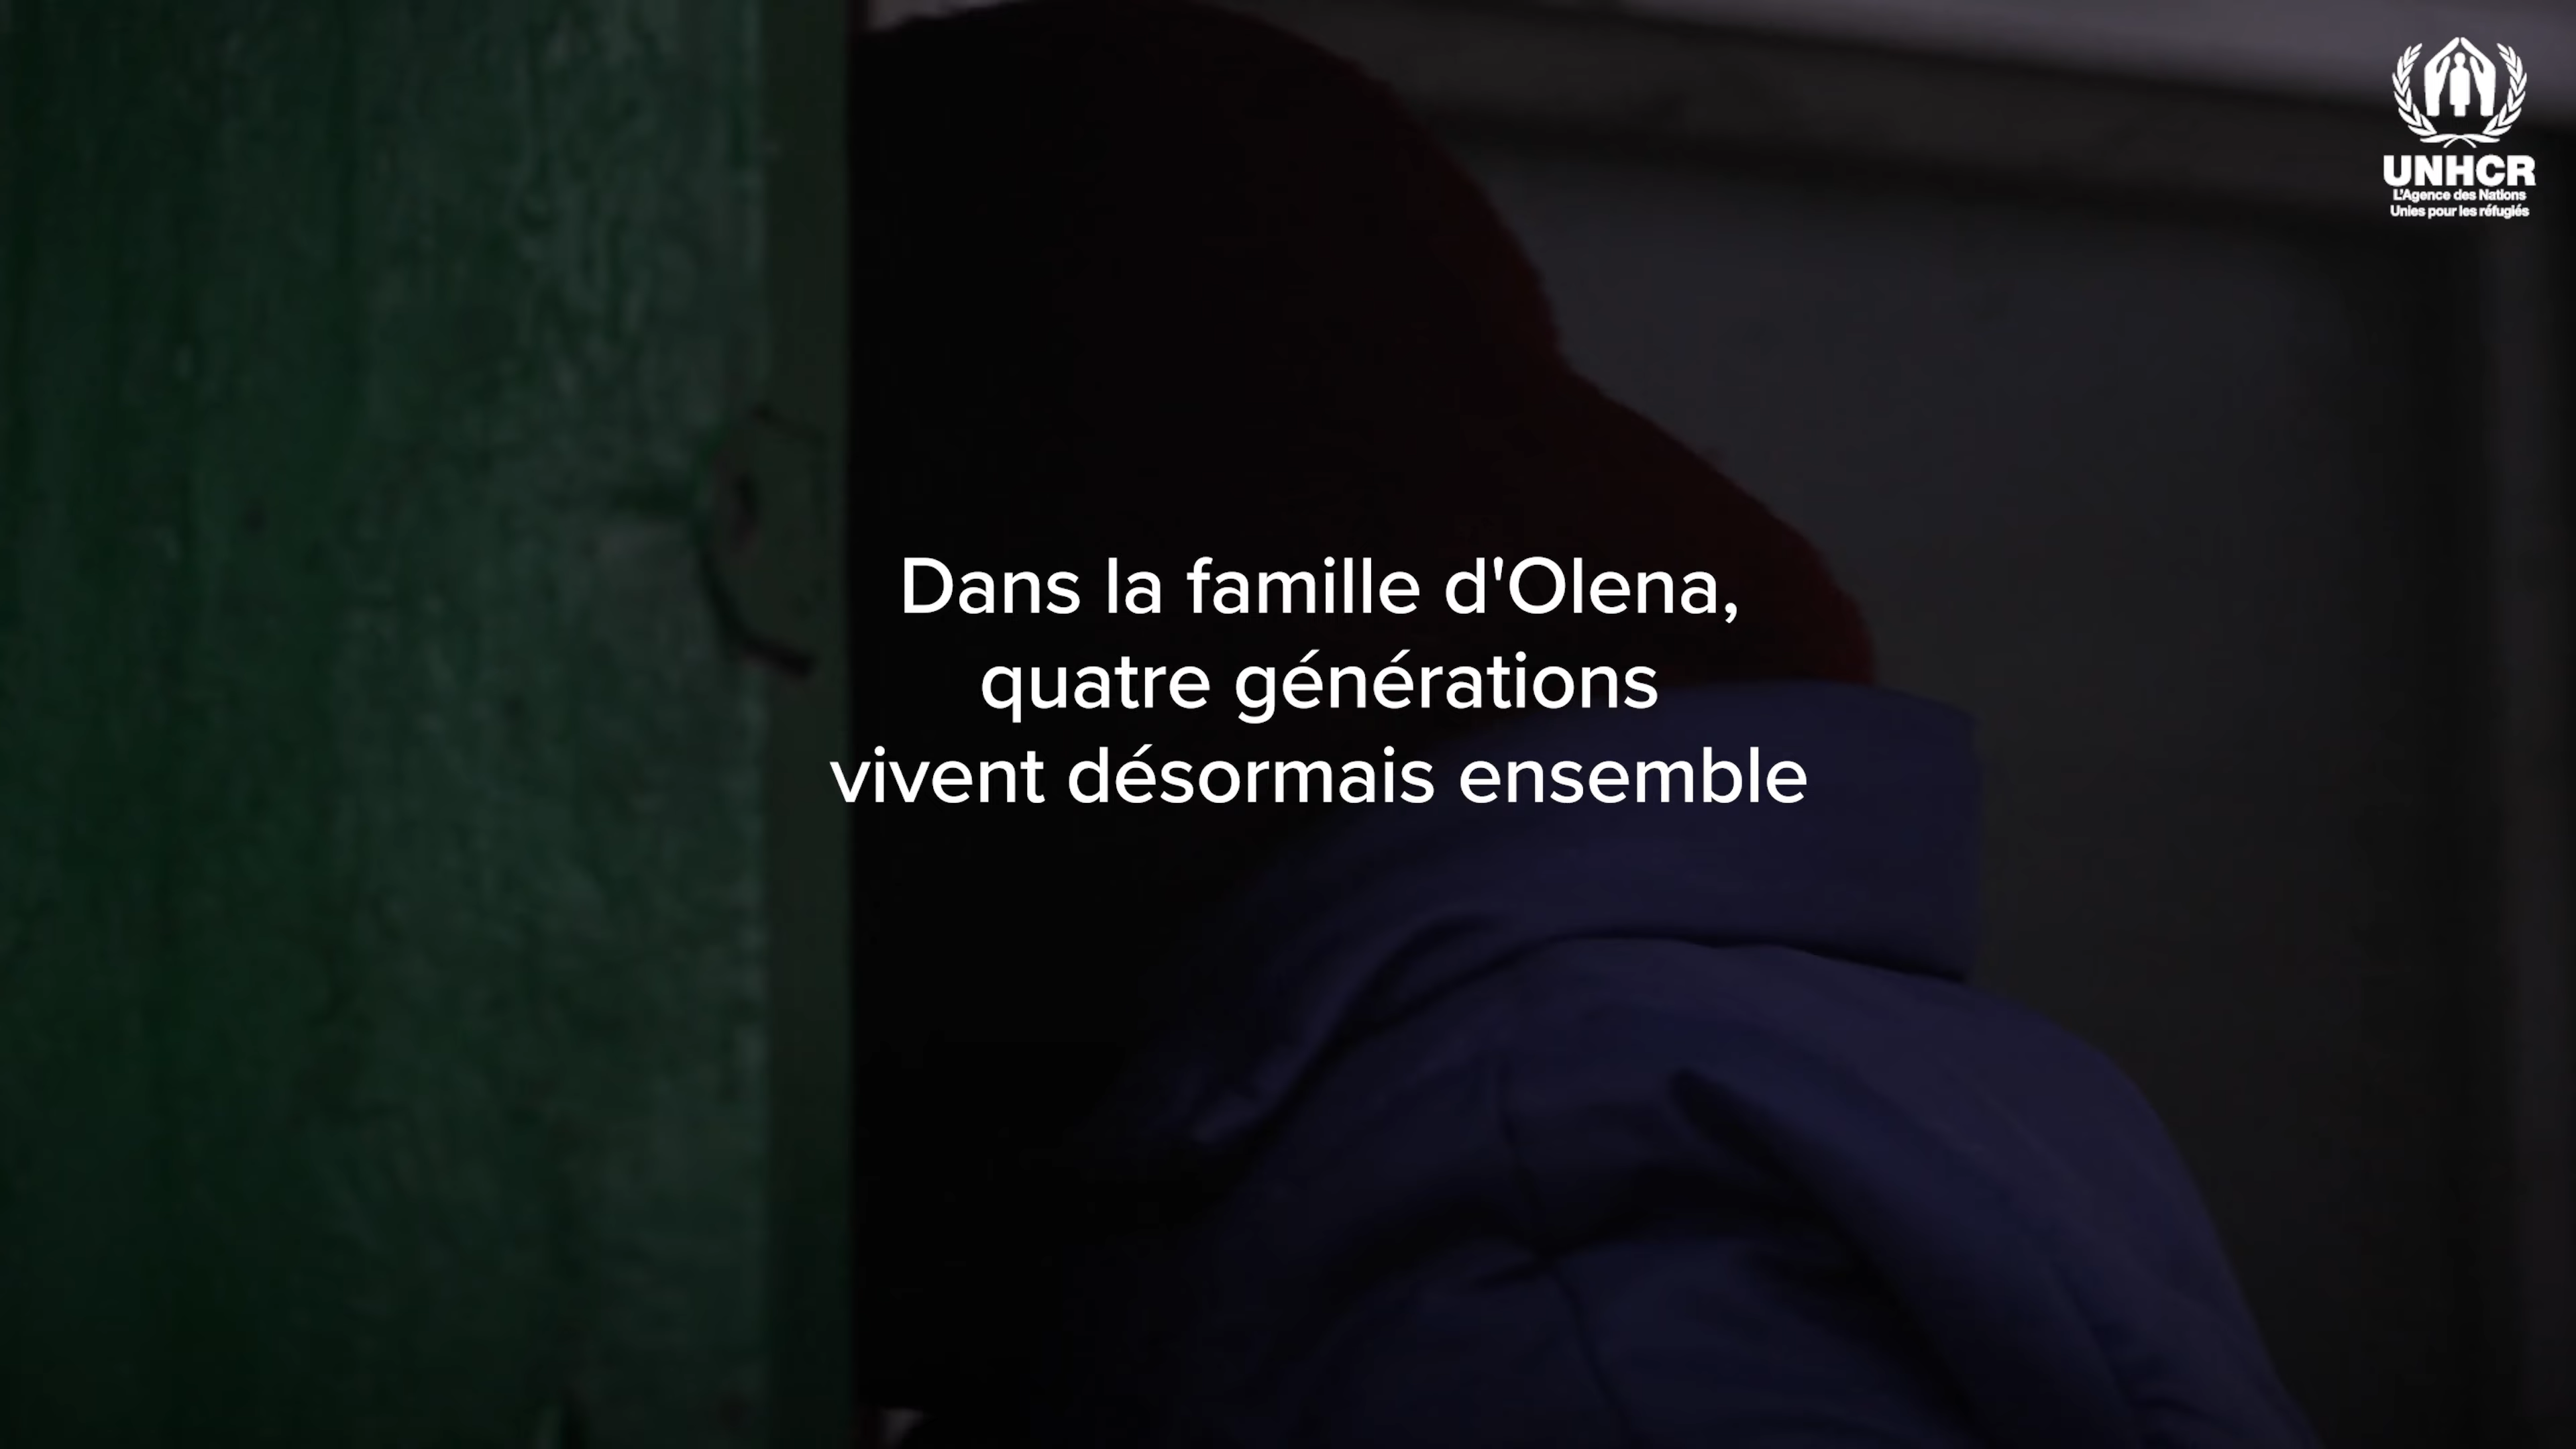 UNHCR
L'Agence des Nations
Unies pour les réfugiés
Dans la famille d'Olena,
quatre générations
vivent désormais ensemble